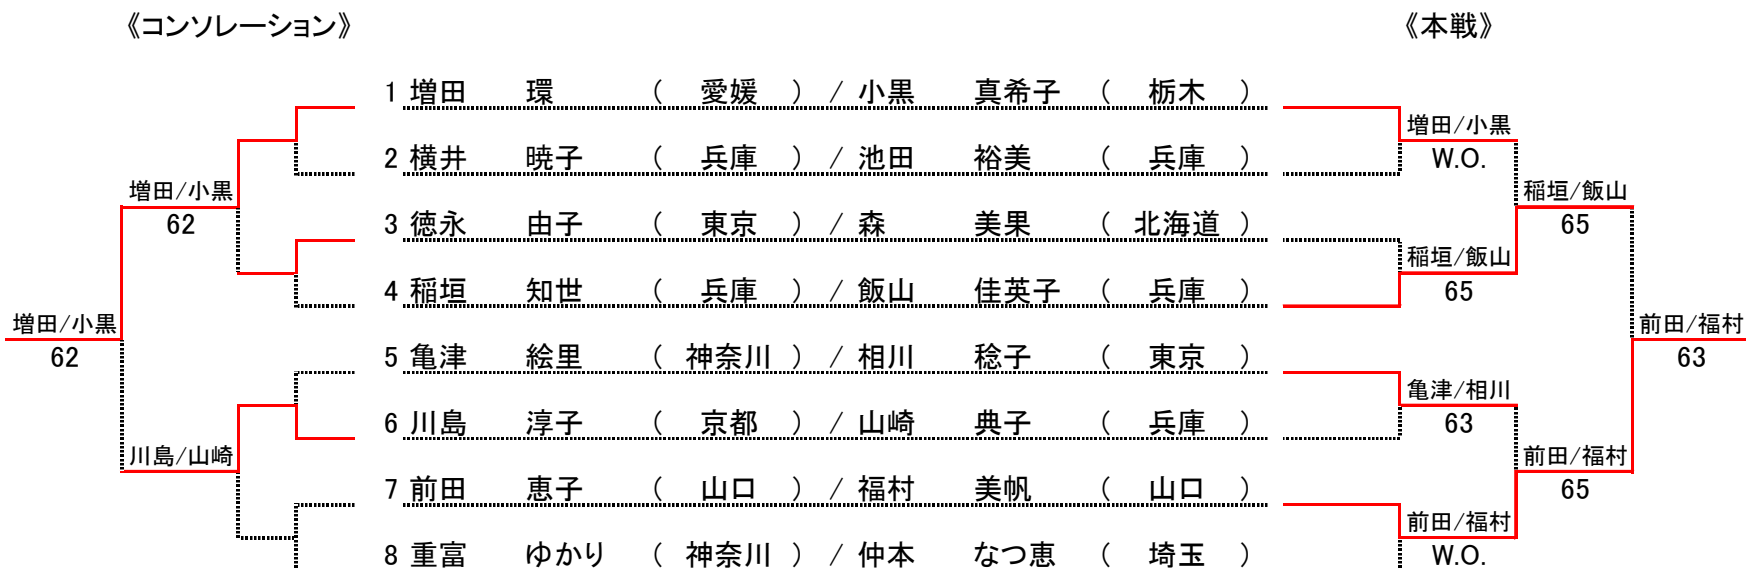 《コンソレーション》 《本戦》
1 増田 環 ( 愛媛 ) / 小黒 真希子 ( 栃木 )
増田/小黒
2 横井 暁子 ( 兵庫 ) / 池田 裕美 ( 兵庫 ) W.O.
増田/小黒 稲垣/飯山
62 3 徳永 由子 ( 東京 ) / 森 美果 ( 北海道 ) 65
稲垣/飯山
4 稲垣 知世 ( 兵庫 ) / 飯山 佳英子 ( 兵庫 ) 65
増田/小黒 前田/福村
62 5 亀津 絵里 ( 神奈川 ) / 相川 稔子 ( 東京 ) 63
亀津/相川
6 川島 淳子 ( 京都 ) / 山崎 典子 ( 兵庫 ) 63
川島/山崎 前田/福村
7 前田 恵子 ( 山口 ) / 福村 美帆 ( 山口 ) 65
前田/福村
8 重富 ゆかり ( 神奈川 ) / 仲本 なつ恵 ( 埼玉 ) W.O.